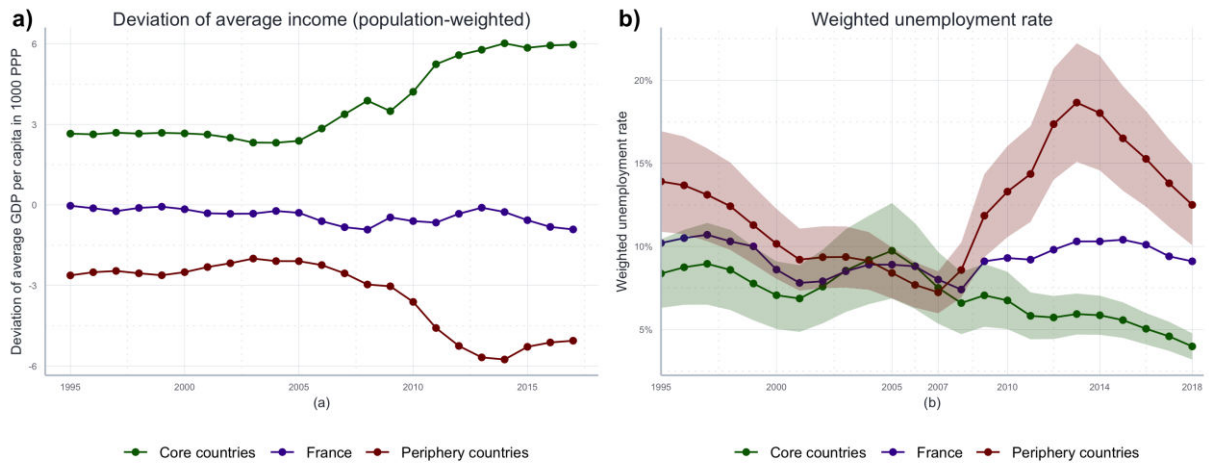 a)
Deviation of average income (population-weighted)
Deviation of average GDP per capita in 1000 PPP
6
3
0
-3
-6
1995 2000 2005 2010 2015
(a)
Core countries France Periphery countries
b)
Weighted unemployment rate
Weighted unemployment rate
20%
15%
10%
5%
1995 2000 2005 2007 2010 2014 2018
(b)
Core countries France Periphery countries